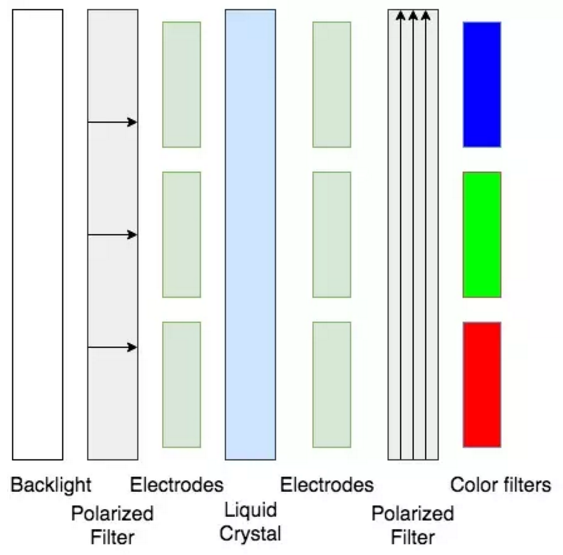 Backlight
Polarized
Filter
Electrodes
Liquid
Crystal
Electrodes
Polarized
Filter
Color filters